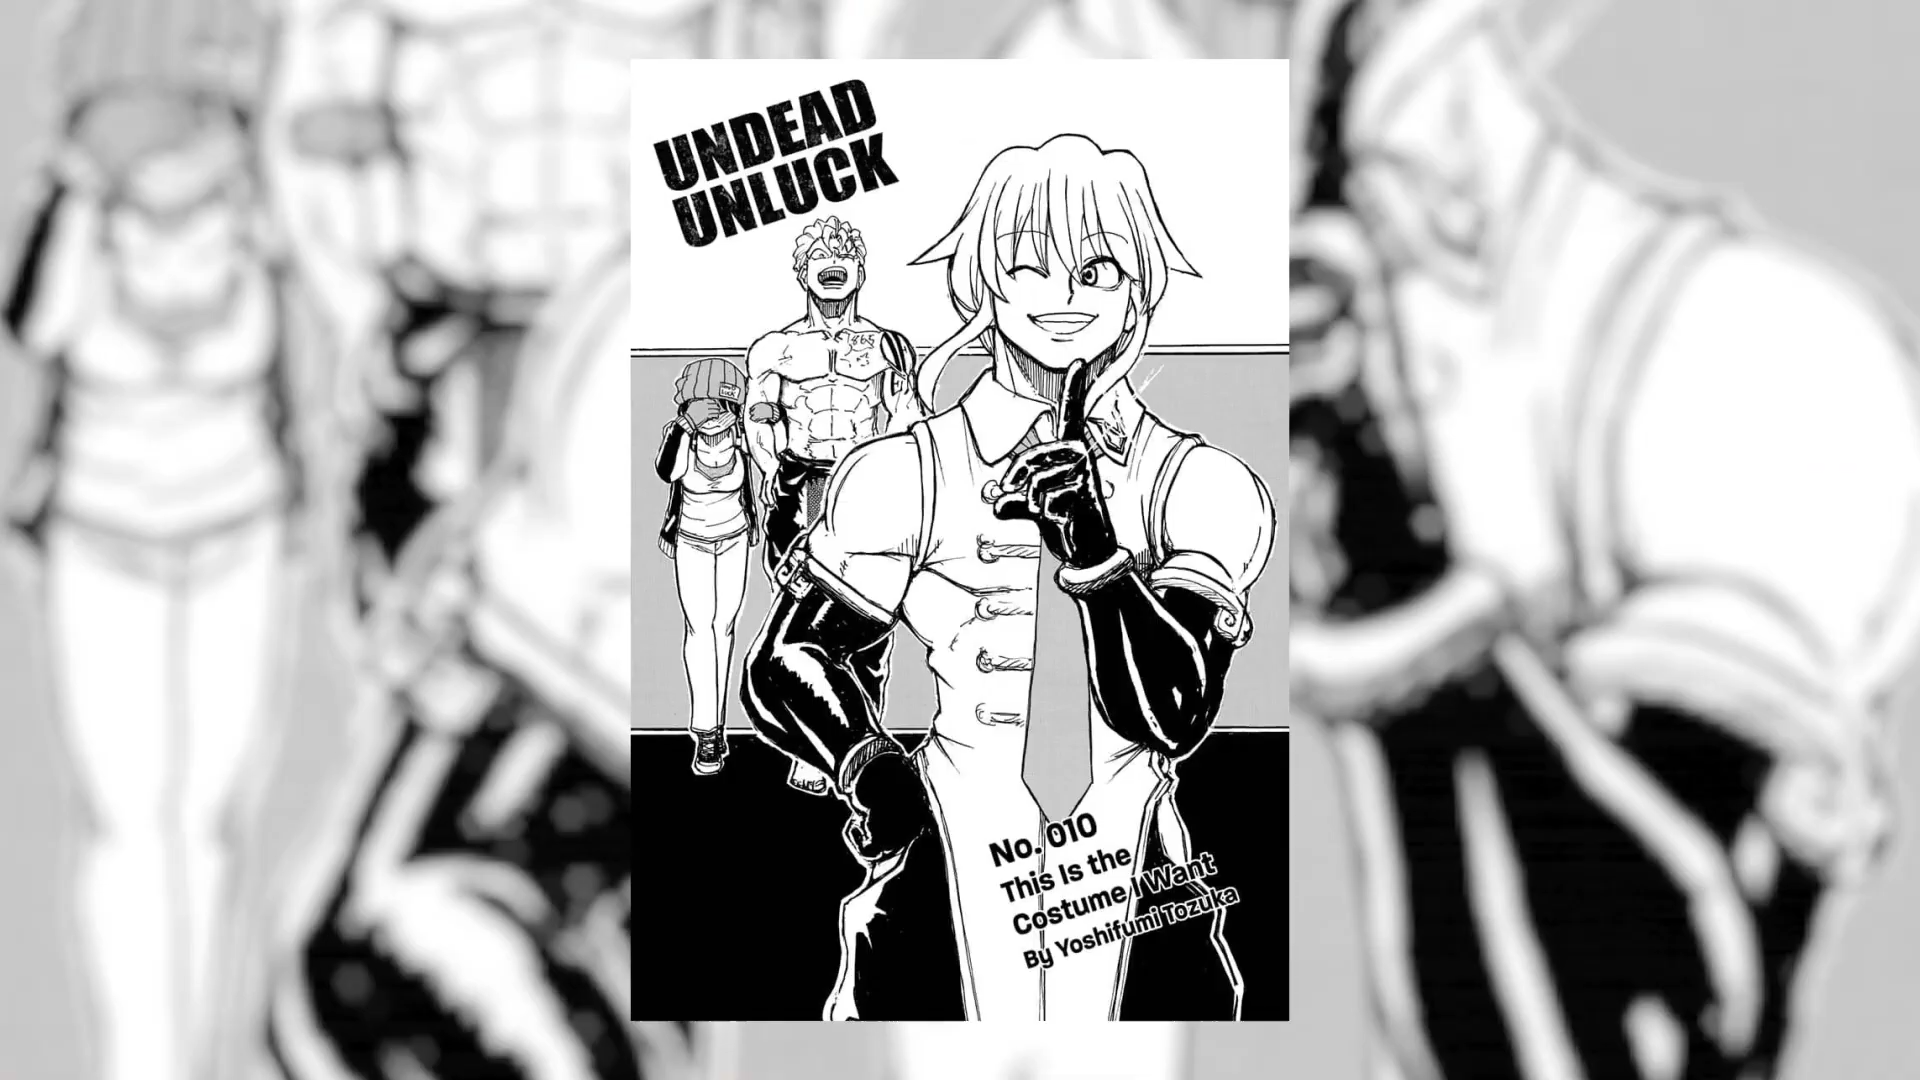 UNDEAD
UNLUCK
No. 010
This Is the
Costume I Want
By Yoshifumi Tozuka